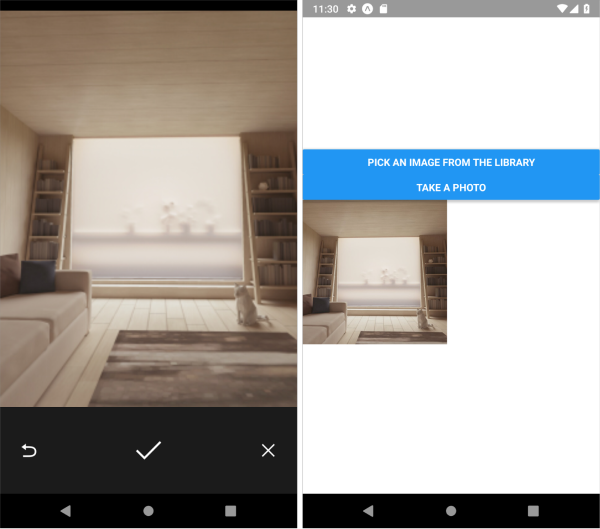 11:30
PICK AN IMAGE FROM THE LIBRARY
TAKE A PHOTO